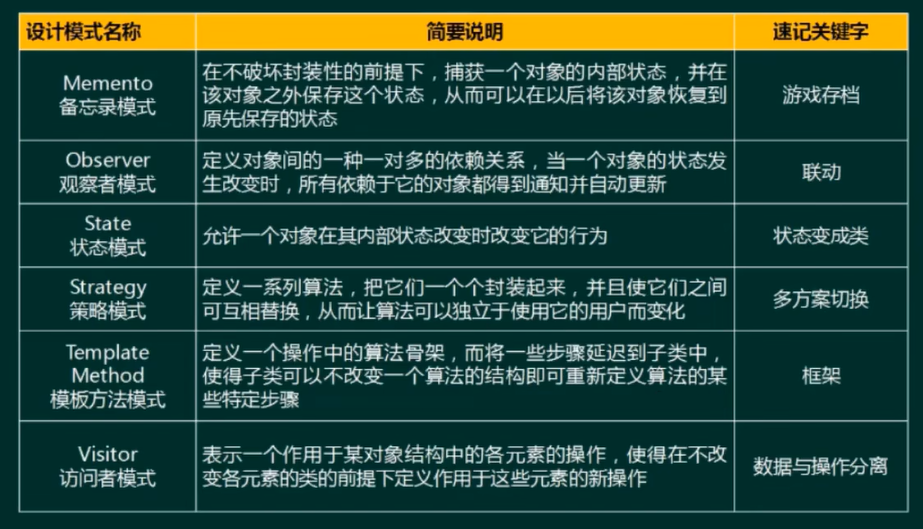 设计模式名称
简要说明
速记关键字
Memento
备忘录模式
在不破坏封装性的前提下，捕获一个对象的内部状态，并在
该对象之外保存这个状态，从而可以在以后将该对象恢复到
原先保存的状态
游戏存档
Observer
观察者模式
定义对象间的一种一对多的依赖关系，当一个对象的状态发
生改变时，所有依赖于它的对象都得到通知并自动更新
联动
State
状态模式
允许一个对象在其内部状态改变时改变它的行为
状态变成类
Strategy
策略模式
定义一系列算法，把它们一个个封装起来，并且使它们之间
可互相替换，从而让算法可以独立于使用它的用户而变化
多方案切换
Template
Method
模板方法模式
定义一个操作中的算法骨架，而将一些步骤延迟到子类中，
使得子类可以不改变一个算法的结构即可重新定义算法的某
些特定步骤
框架
Visitor
访问者模式
表示一个作用于某对象结构中的各元素的操作，使得在不改
变各元素的类的前提下定义作用于这些元素的新操作
数据与操作分离